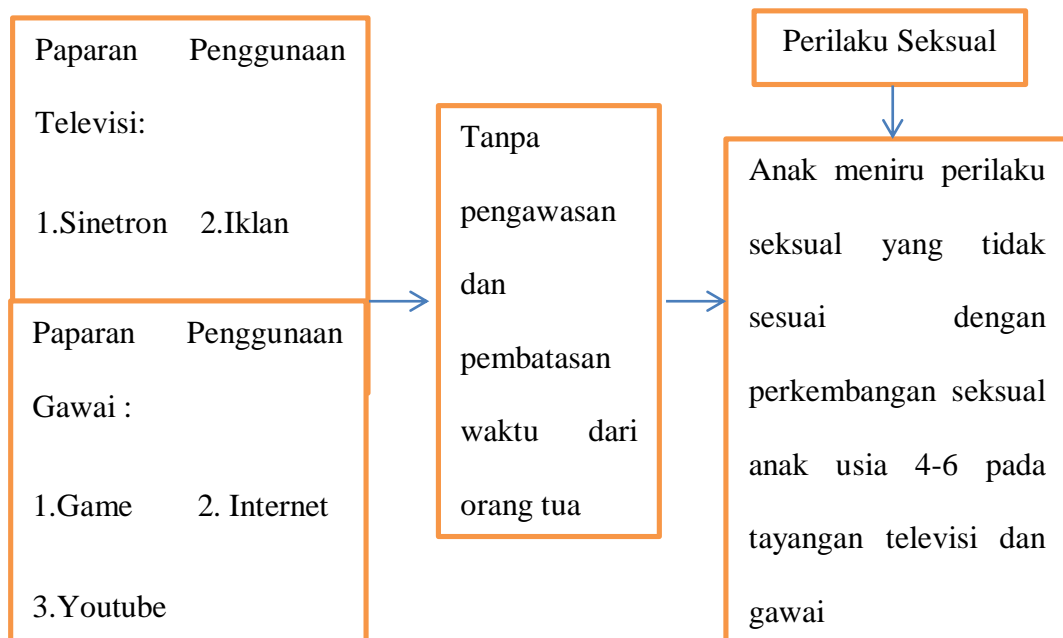 Paparan Penggunaan
Televisi:
1.Sinetron 2.Iklan
Paparan Penggunaan
Gawai :
1.Game 2. Internet
3.Youtube
Tanpa
pengawasan
dan
pembatasan
waktu dari
orang tua
Perilaku Seksual
Anak meniru perilaku
seksual yang tidak
sesuai dengan
perkembangan seksual
anak usia 4-6 pada
tayangan televisi dan
gawai